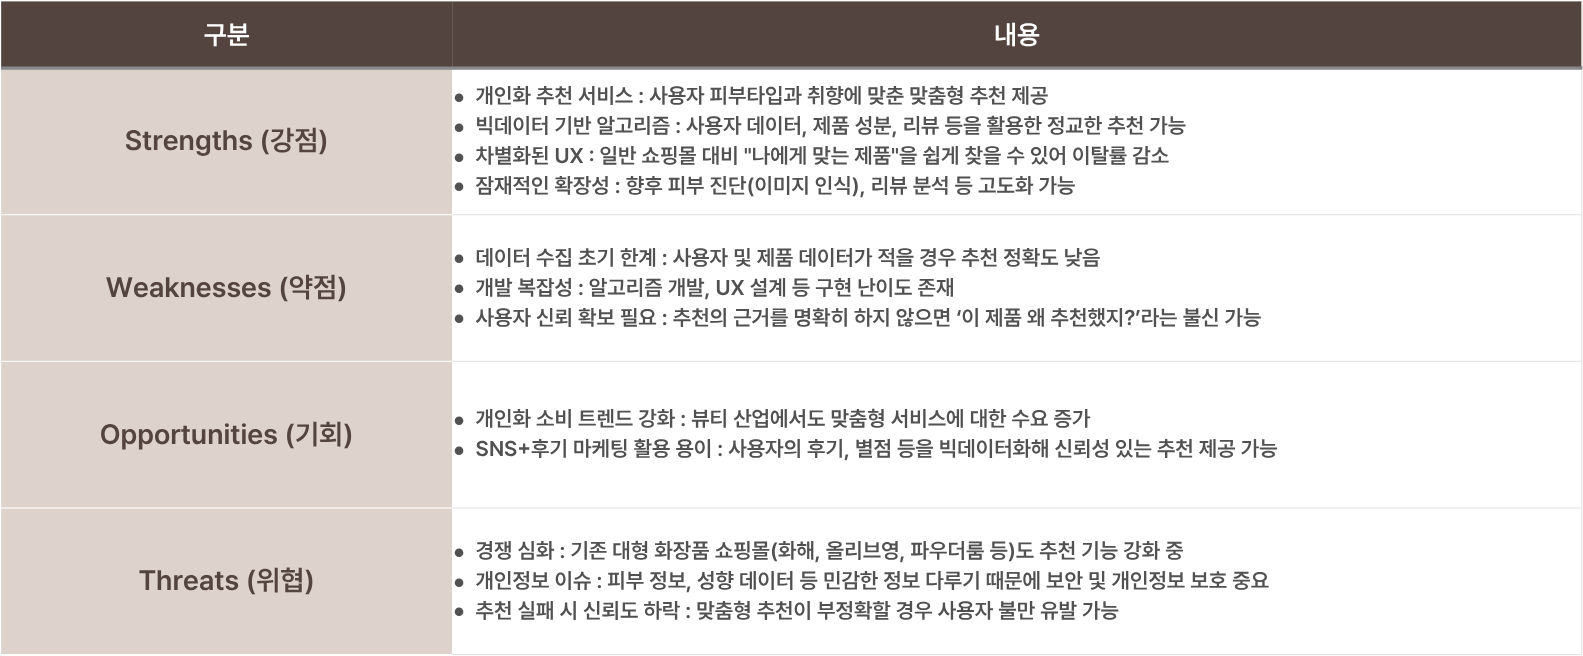 구분
내용
Strengths (강점)
● 개인화 추천 서비스 : 사용자 피부타입과 취향에 맞춘 맞춤형 추천 제공
● 빅데이터 기반 알고리즘 : 사용자 데이터, 제품 성분, 리뷰 등을 활용한 정교한 추천 가능
● 차별화된 UX : 일반 쇼핑몰 대비 "나에게 맞는 제품"을 쉽게 찾을 수 있어 이탈률 감소
● 잠재적인 확장성 : 향후 피부 진단(이미지 인식), 리뷰 분석 등 고도화 가능
Weaknesses (약점)
● 데이터 수집 초기 한계 : 사용자 및 제품 데이터가 적을 경우 추천 정확도 낮음
● 개발 복잡성 : 알고리즘 개발, UX 설계 등 구현 난이도 존재
● 사용자 신뢰 확보 필요 : 추천의 근거를 명확히 하지 않으면 ‘이 제품 왜 추천했지?’라는 불신 가능
Opportunities (기회)
● 개인화 소비 트렌드 강화 : 뷰티 산업에서도 맞춤형 서비스에 대한 수요 증가
● SNS+후기 마케팅 활용 용이 : 사용자의 후기, 별점 등을 빅데이터화해 신뢰성 있는 추천 제공 가능
Threats (위협)
● 경쟁 심화 : 기존 대형 화장품 쇼핑몰(화해, 올리브영, 파우더룸 등)도 추천 기능 강화 중
● 개인정보 이슈 : 피부 정보, 성향 데이터 등 민감한 정보 다루기 때문에 보안 및 개인정보 보호 중요
● 추천 실패 시 신뢰도 하락 : 맞춤형 추천이 부정확할 경우 사용자 불만 유발 가능